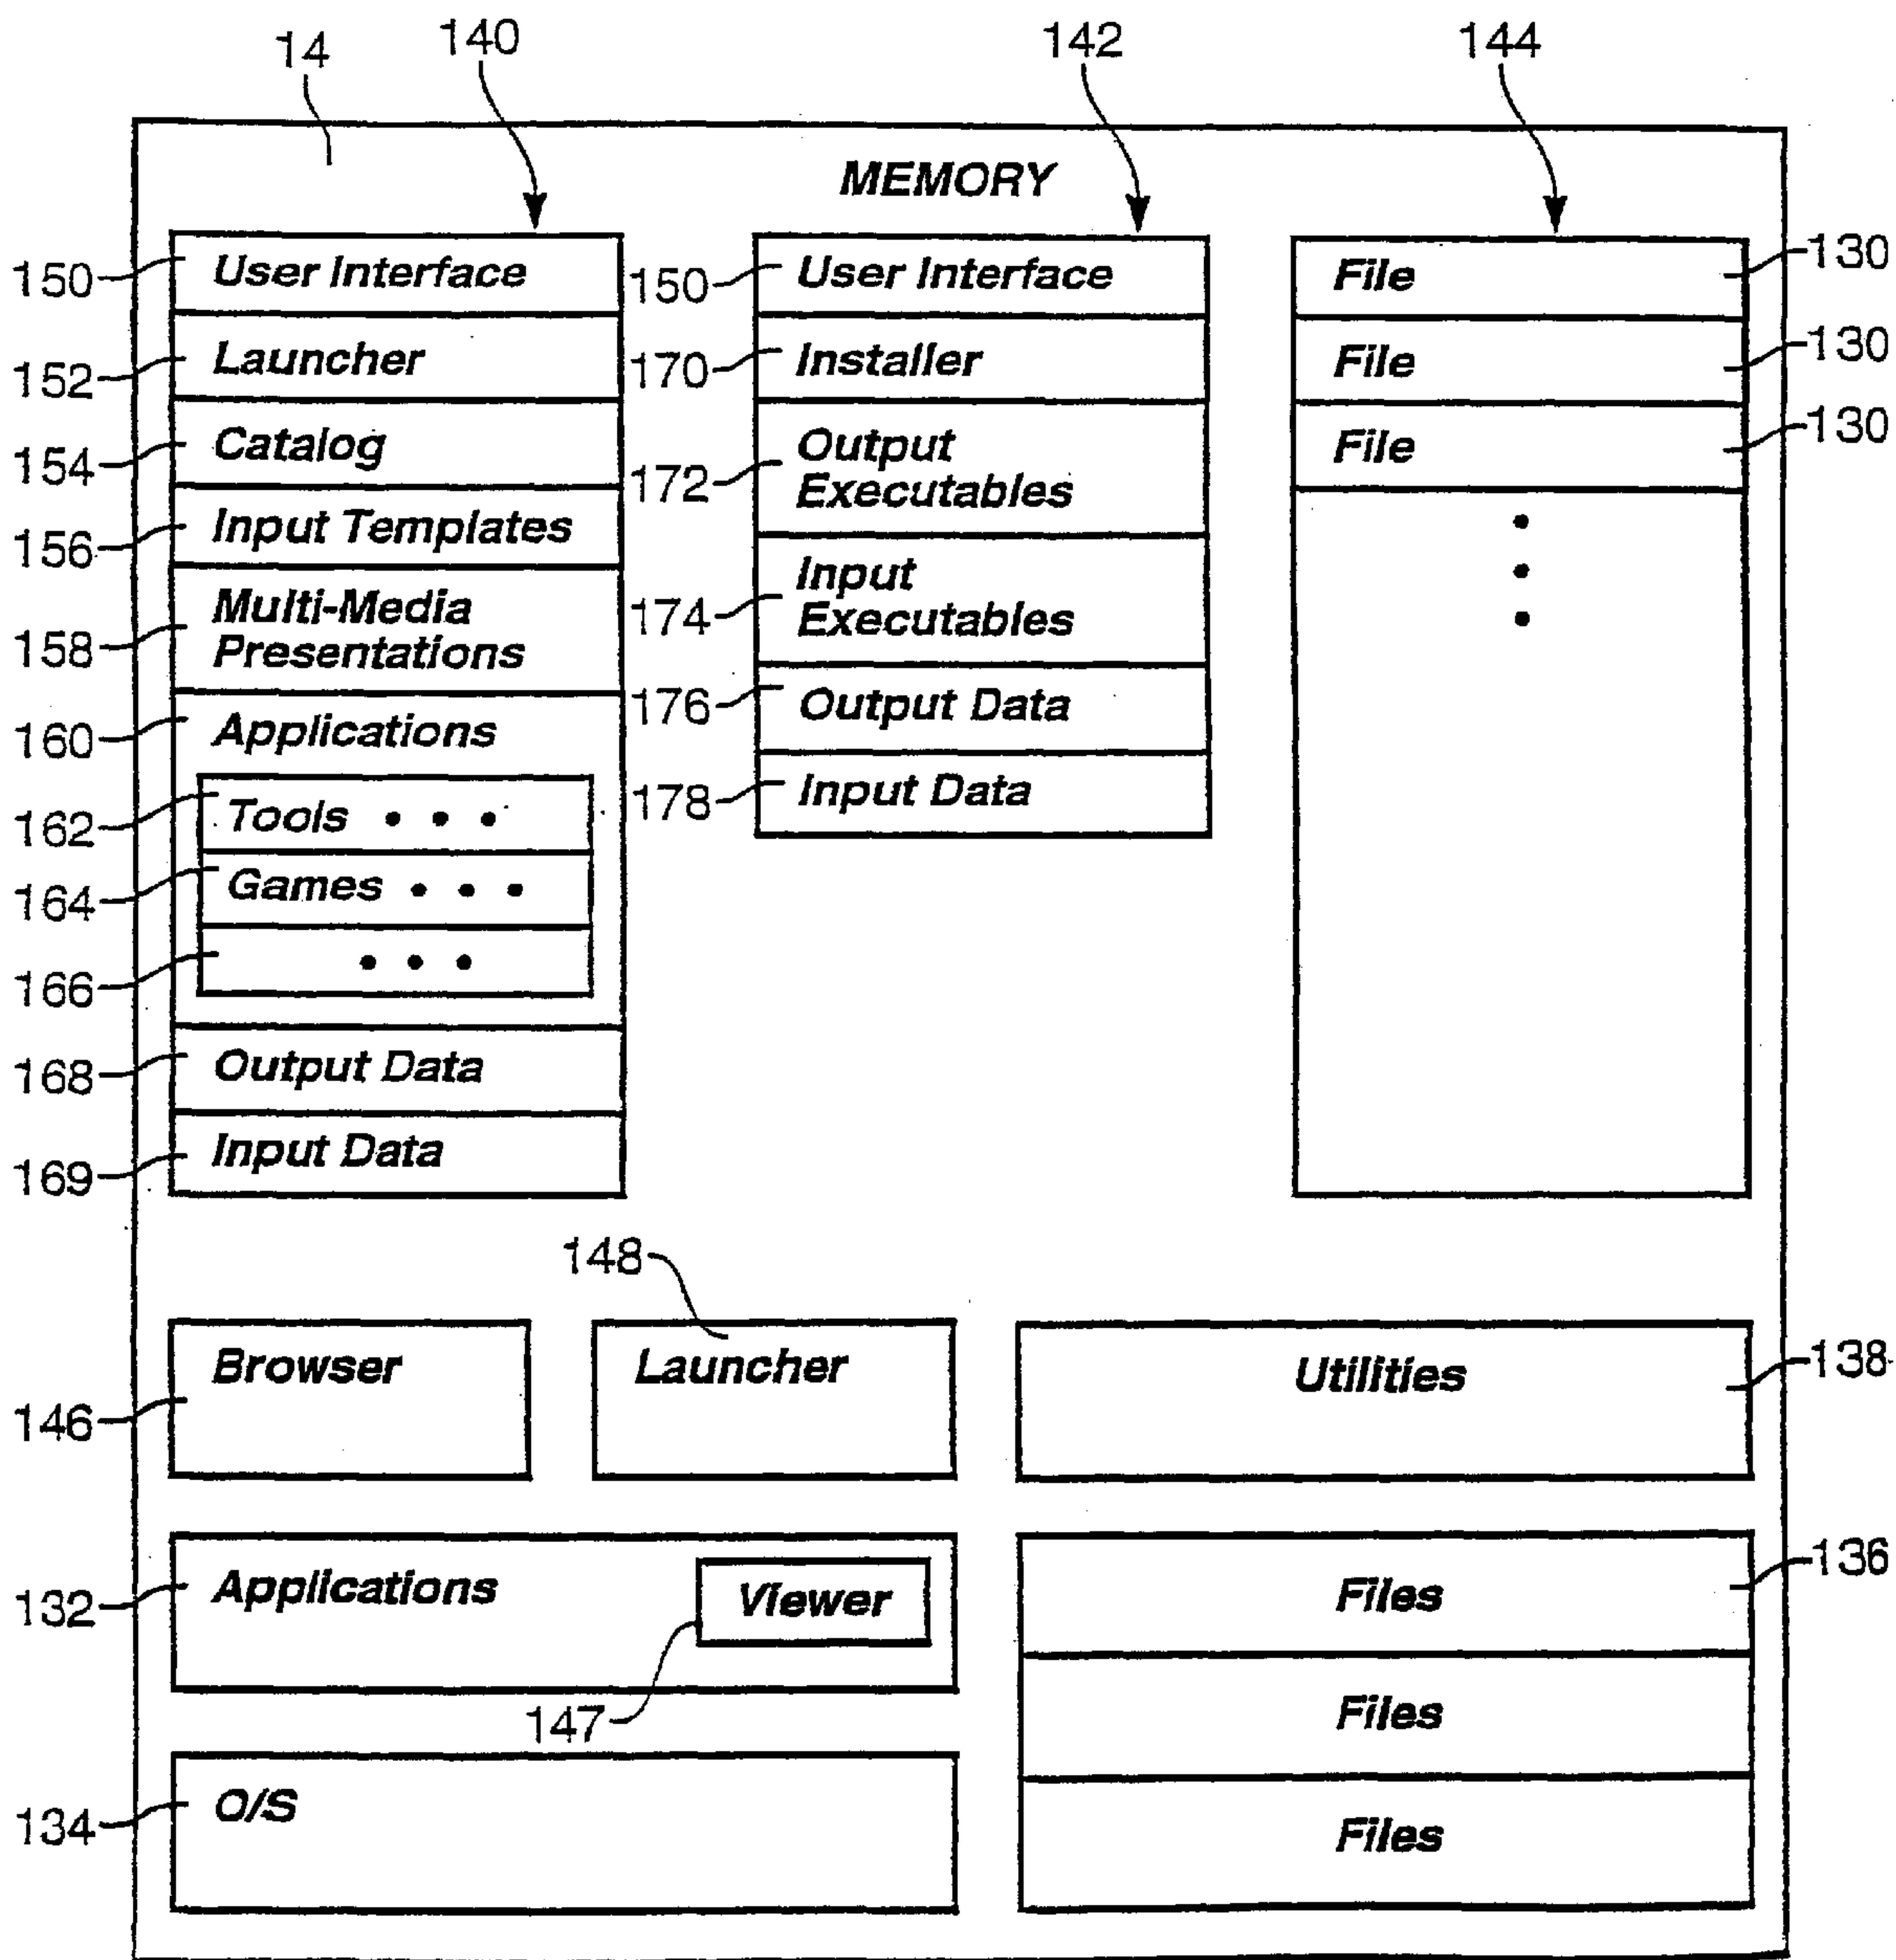 14
140
142
144
MEMORY
150
User Interface
152
Launcher
154
Catalog
156
Input Templates
158
Multi-Media
Presentations
160
Applications
162
Tools • • •
164
Games • • •
166
• • •
168
Output Data
169
Input Data
150
User Interface
170
Installer
172
Output
Executables
174
Input
Executables
176
Output Data
178
Input Data
File
130
File
130
File
130
146
Browser
148
Launcher
Utilities
138
132
Applications
Viewer
147
134
O/S
Files
136
Files
Files